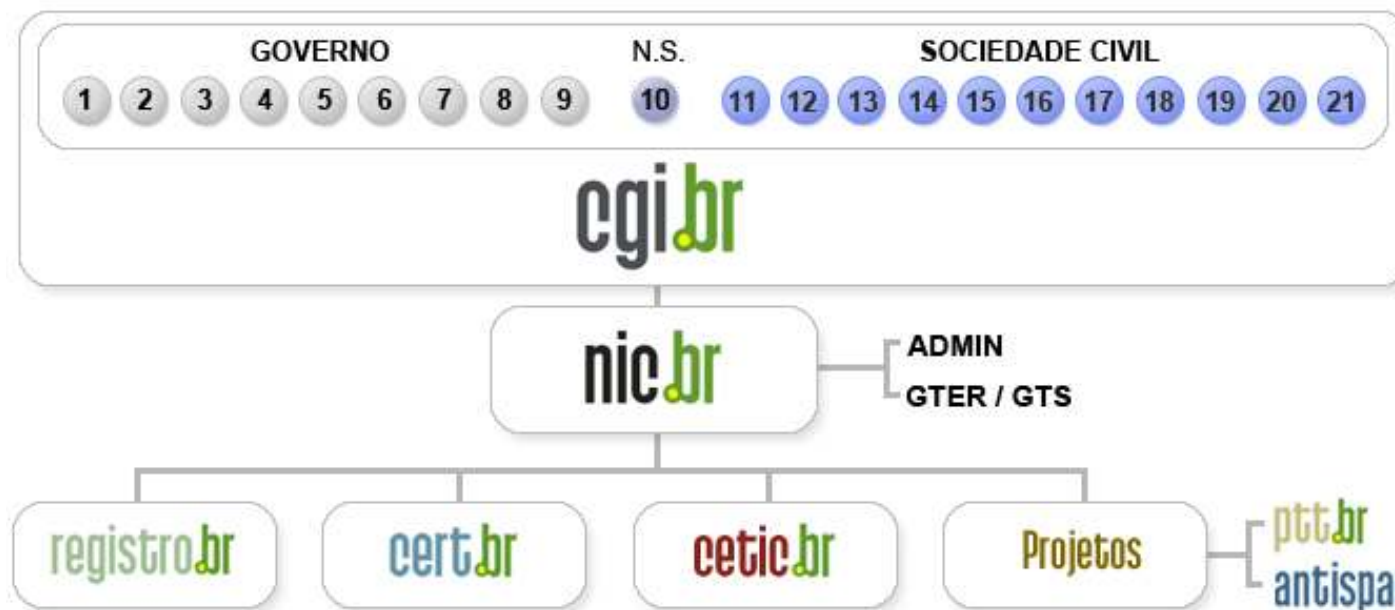 GOVERNO N.S. SOCIEDADE CIVIL
1 2 3 4 5 6 7 8 9 10 11 12 13 14 15 16 17 18 19 20 21
cgi.br
nic.br
ADMIN
GTER / GTS
registro.br cert.br cetic.br Projetos
ptt.br
antispa